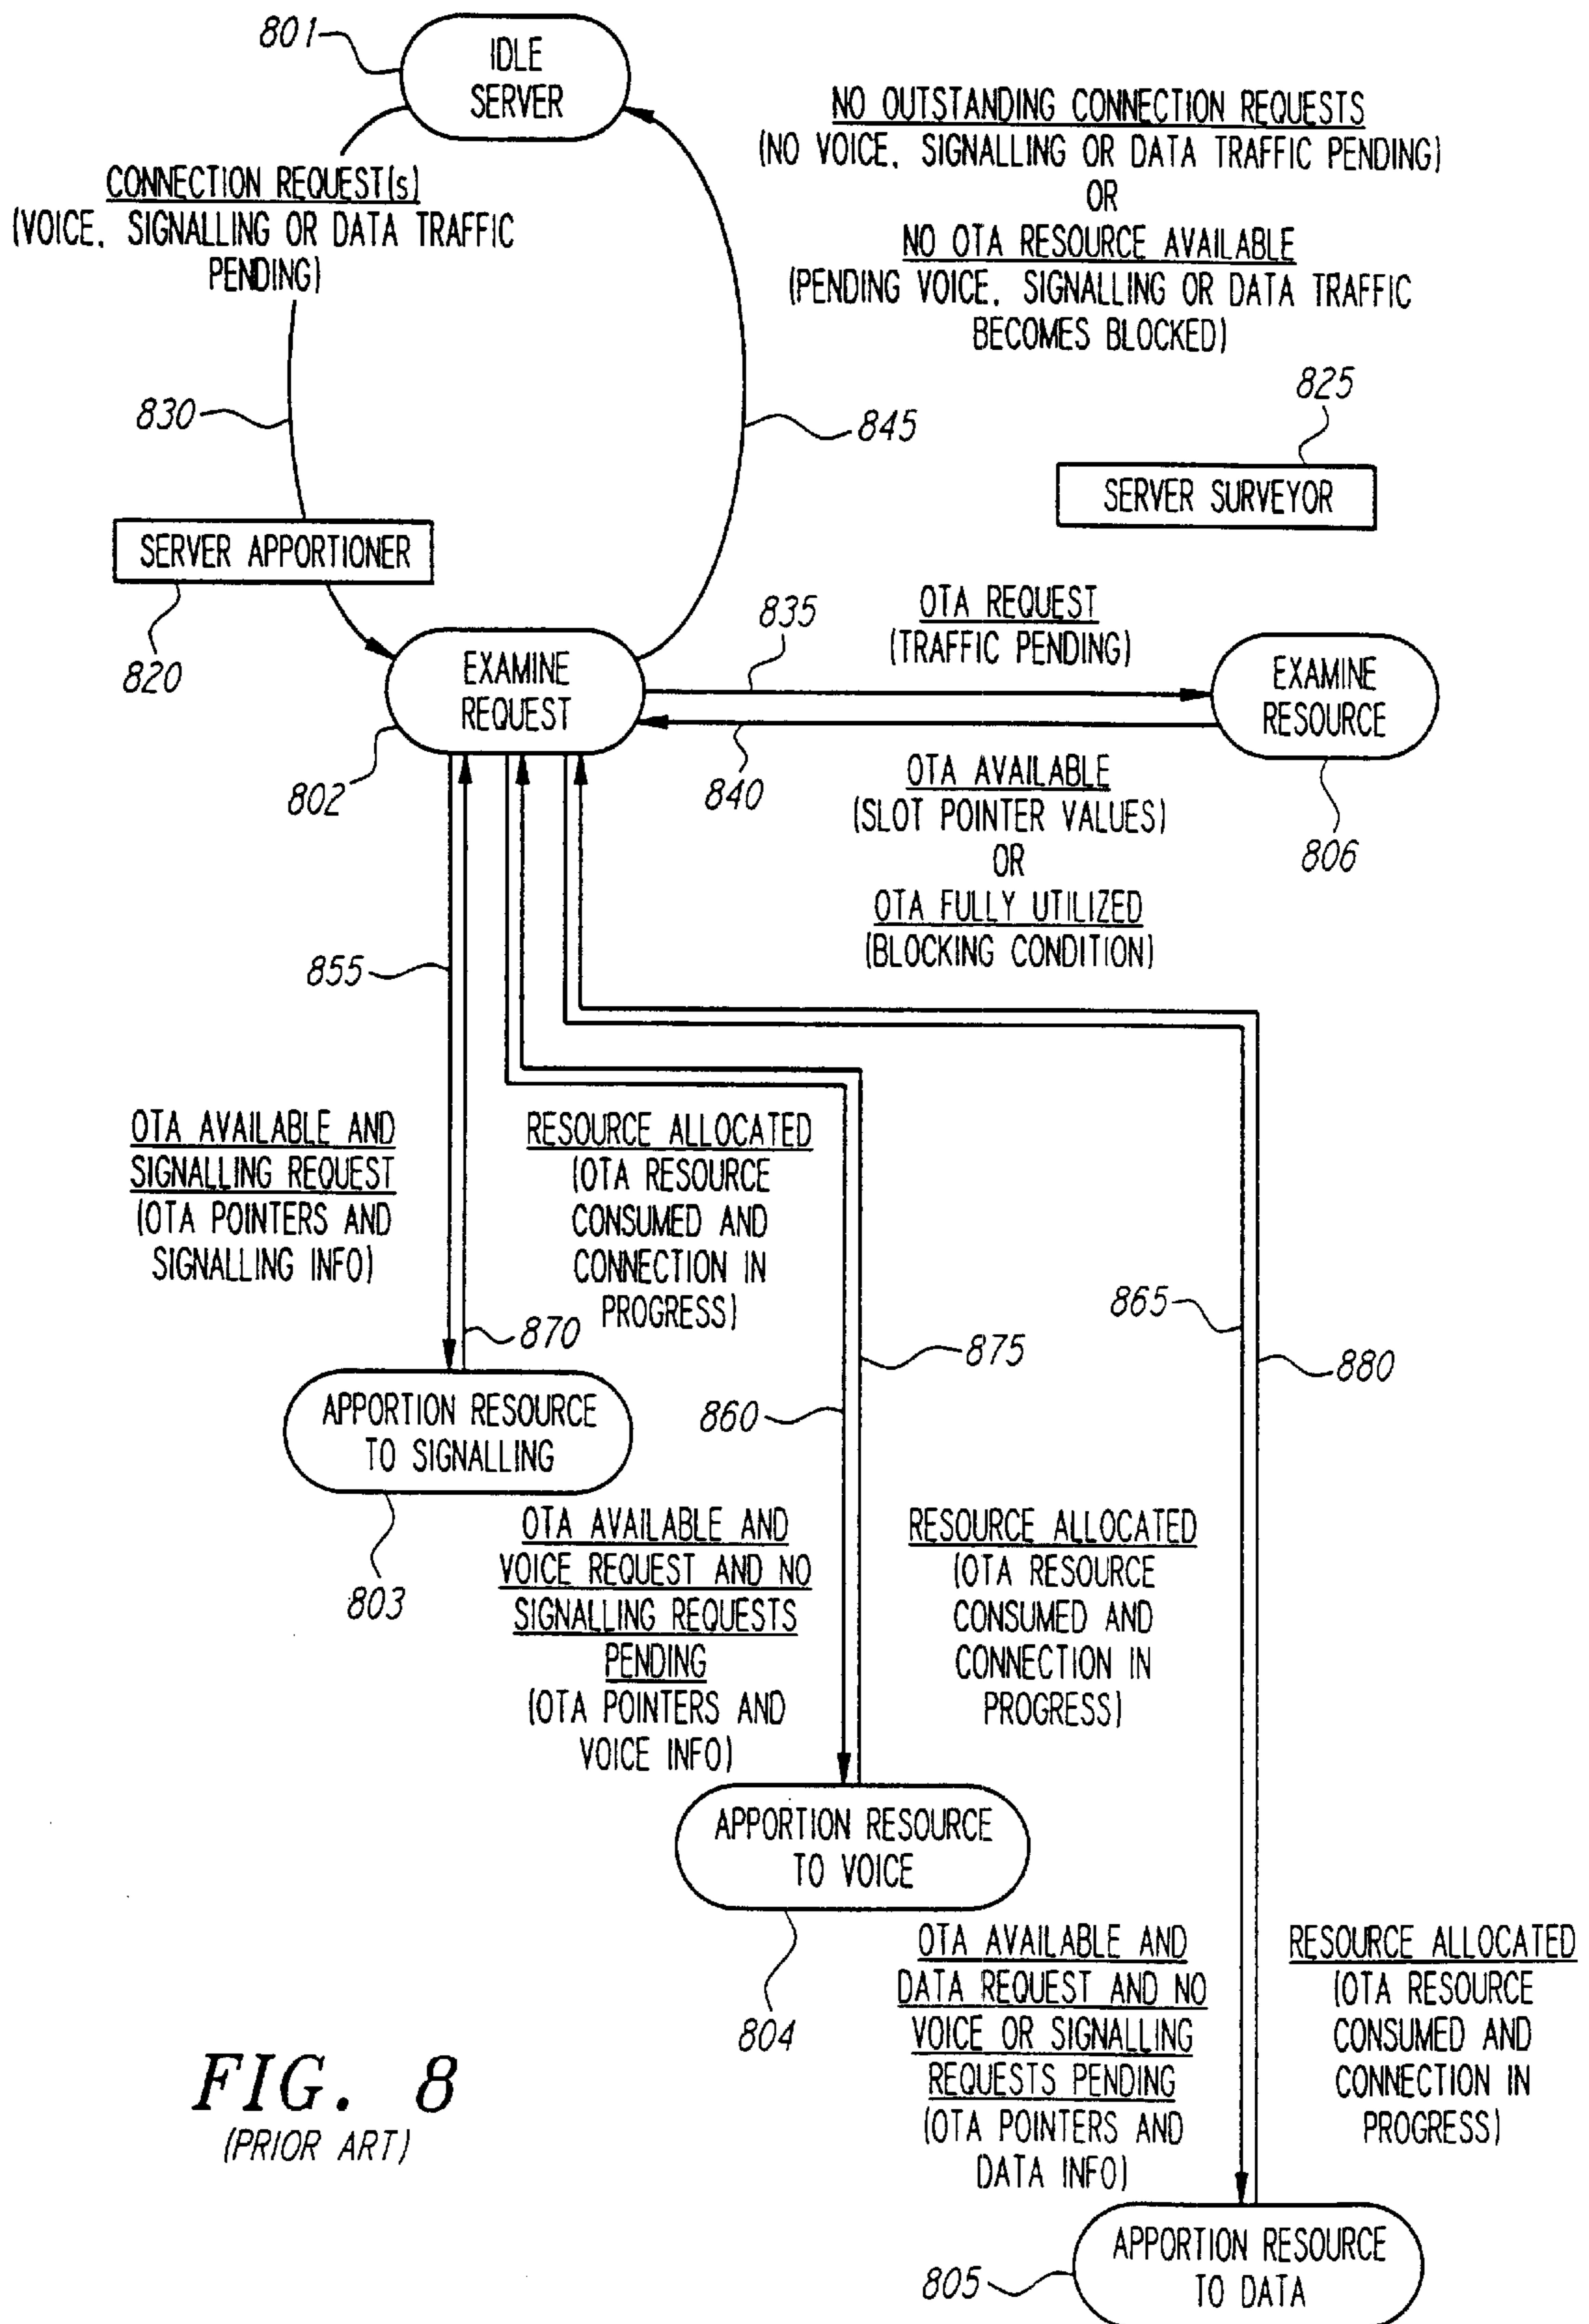 801
IDLE
SERVER
CONNECTION REQUEST(s)
(VOICE, SIGNALLING OR DATA TRAFFIC
PENDING)
NO OUTSTANDING CONNECTION REQUESTS
(NO VOICE, SIGNALLING OR DATA TRAFFIC PENDING)
OR
NO OTA RESOURCE AVAILABLE
(PENDING VOICE, SIGNALLING OR DATA TRAFFIC
BECOMES BLOCKED)
830
845
825
SERVER SURVEYOR
SERVER APPORTIONER
820
EXAMINE
REQUEST
802
835
OTA REQUEST
(TRAFFIC PENDING)
EXAMINE
RESOURCE
806
840
OTA AVAILABLE
(SLOT POINTER VALUES)
OR
OTA FULLY UTILIZED
(BLOCKING CONDITION)
855
OTA AVAILABLE AND
SIGNALLING REQUEST
(OTA POINTERS AND
SIGNALLING INFO)
RESOURCE ALLOCATED
(OTA RESOURCE
CONSUMED AND
CONNECTION IN
PROGRESS)
870
865
875
880
860
APPORTION RESOURCE
TO SIGNALLING
803
OTA AVAILABLE AND
VOICE REQUEST AND NO
SIGNALLING REQUESTS
PENDING
(OTA POINTERS AND
VOICE INFO)
RESOURCE ALLOCATED
(OTA RESOURCE
CONSUMED AND
CONNECTION IN
PROGRESS)
APPORTION RESOURCE
TO VOICE
804
OTA AVAILABLE AND
DATA REQUEST AND NO
VOICE OR SIGNALLING
REQUESTS PENDING
(OTA POINTERS AND
DATA INFO)
RESOURCE ALLOCATED
(OTA RESOURCE
CONSUMED AND
CONNECTION IN
PROGRESS)
APPORTION RESOURCE
TO DATA
805
FIG. 8
(PRIOR ART)